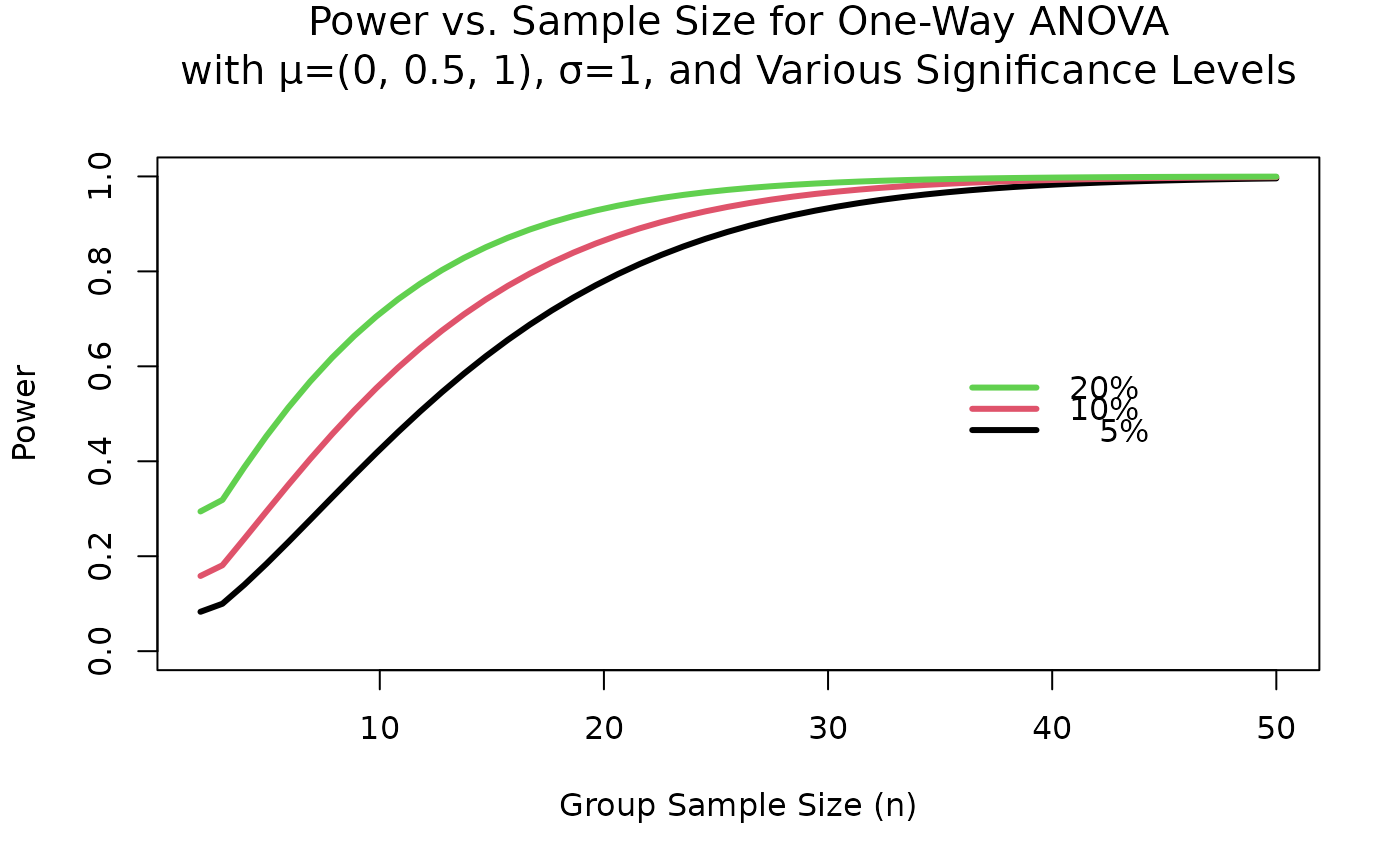 Power vs. Sample Size for One-Way ANOVA
with μ=(0, 0.5, 1), σ=1, and Various Significance Levels
1.0
0.8
0.6
0.4
0.2
0.0
Power
20%
10%
5%
10 20 30 40 50
Group Sample Size (n)